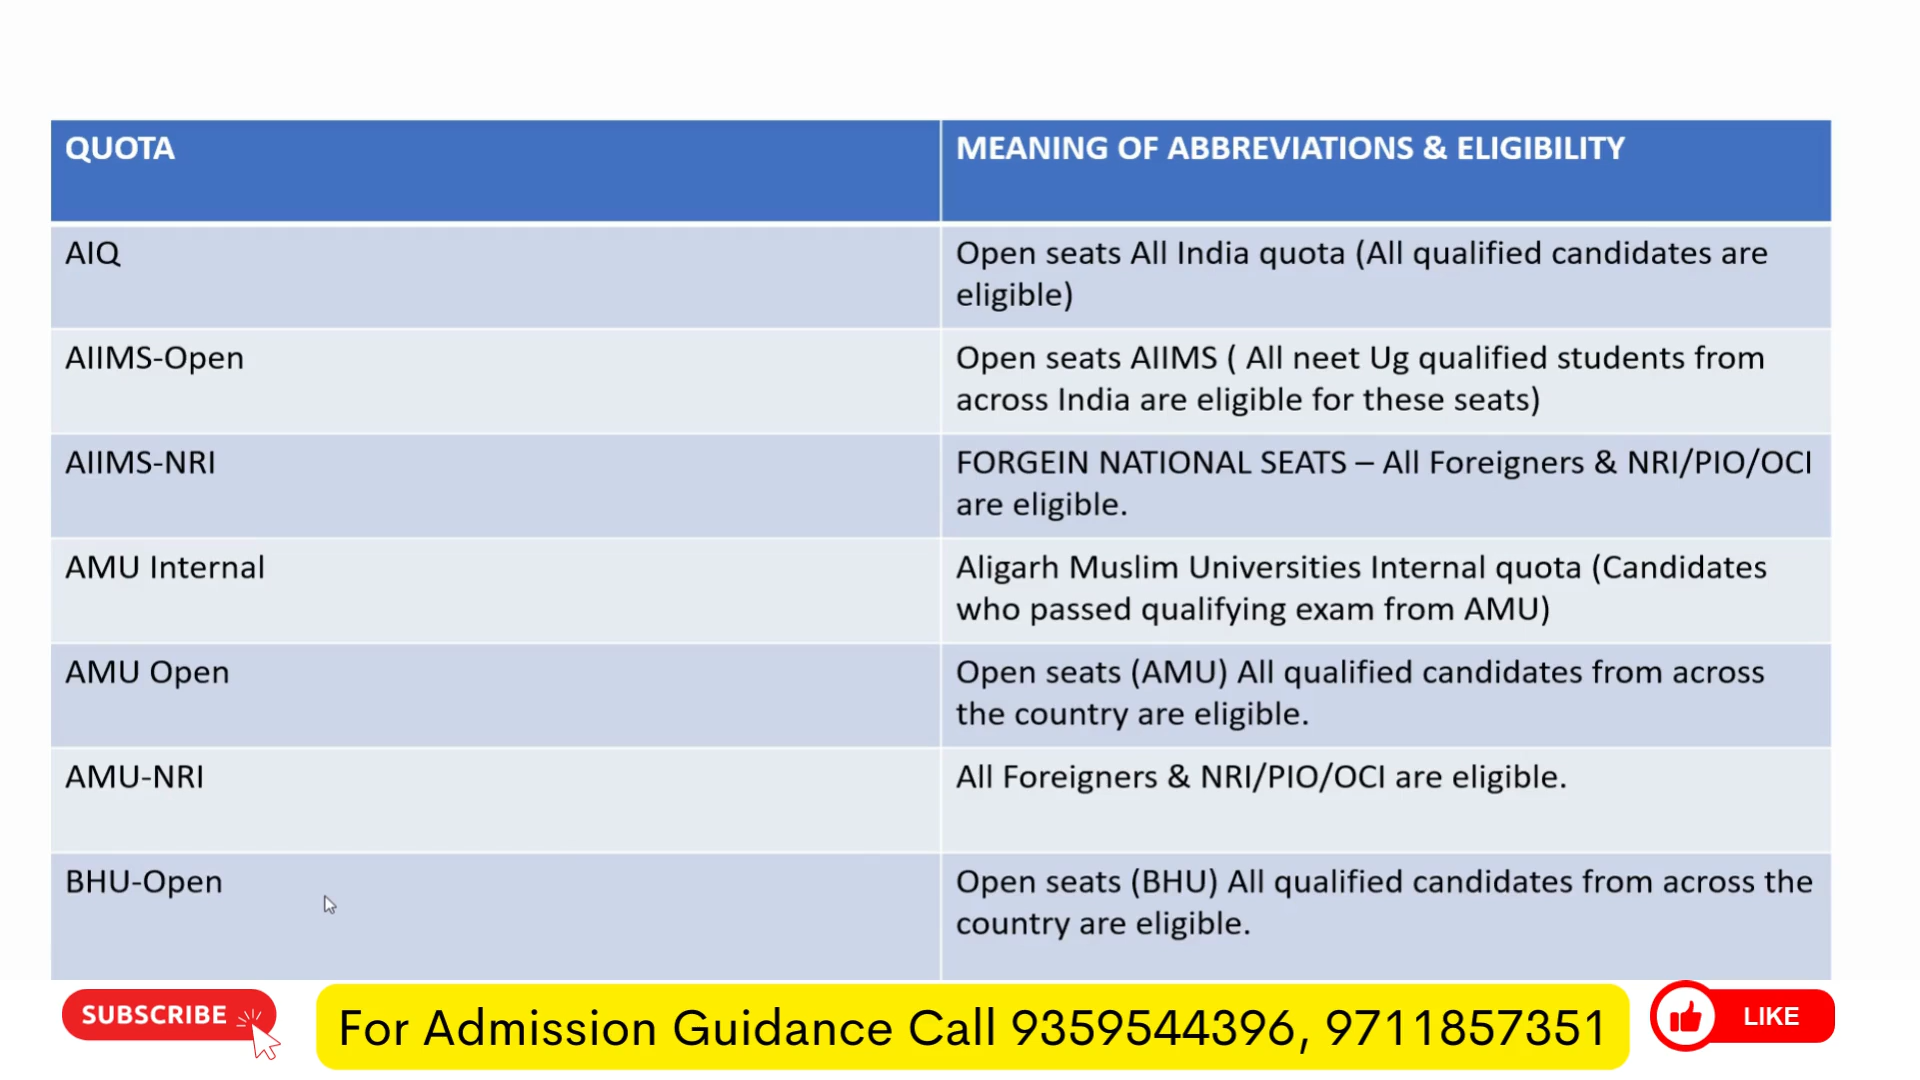 QUOTA
MEANING OF ABBREVIATIONS & ELIGIBILITY
AIQ
Open seats All India quota (All qualified candidates are
eligible)
AIIMS-Open
Open seats AIIMS ( All neet Ug qualified students from
across India are eligible for these seats)
AIIMS-NRI
FORGEIN NATIONAL SEATS – All Foreigners & NRI/PIO/OCI
are eligible.
AMU Internal
Aligarh Muslim Universities Internal quota (Candidates
who passed qualifying exam from AMU)
AMU Open
Open seats (AMU) All qualified candidates from across
the country are eligible.
AMU-NRI
All Foreigners & NRI/PIO/OCI are eligible.
BHU-Open
Open seats (BHU) All qualified candidates from across the
country are eligible.
SUBSCRIBE
For Admission Guidance Call 9359544396, 9711857351
LIKE